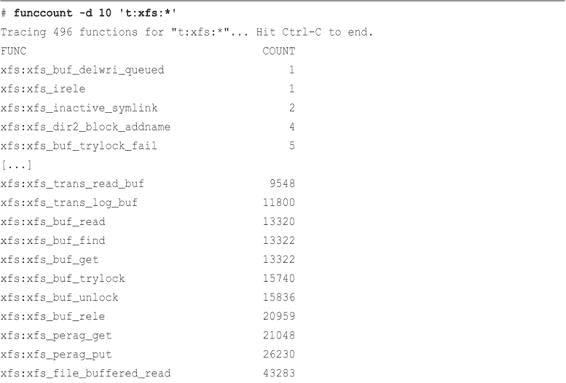 # funccount -d 10 't:xfs:*'
Tracing 496 functions for "t:xfs:*"... Hit Ctrl-C to end.
FUNC                                    COUNT
xfs:xfs_buf_delwri_queued                   1
xfs:xfs_irele                               1
xfs:xfs_inactive_symlink                    2
xfs:xfs_dir2_block_addname                  4
xfs:xfs_buf_trylock_fail                    5
[...]
xfs:xfs_trans_read_buf                   9548
xfs:xfs_trans_log_buf                   11800
xfs:xfs_buf_read                        13320
xfs:xfs_buf_find                        13322
xfs:xfs_buf_get                         13322
xfs:xfs_buf_trylock                     15740
xfs:xfs_buf_unlock                      15836
xfs:xfs_buf_rele                        20959
xfs:xfs_perag_get                       21048
xfs:xfs_perag_put                       26230
xfs:xfs_file_buffered_read              43283